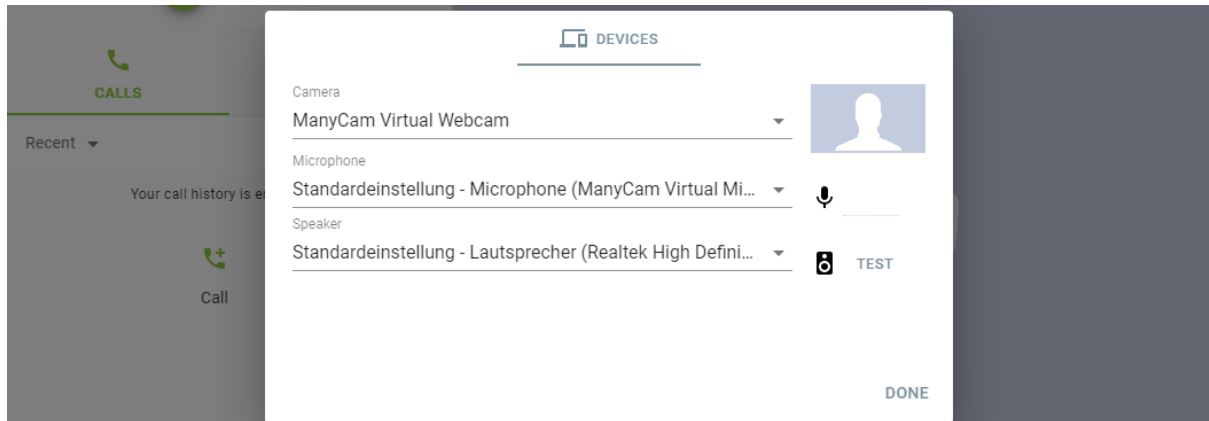 DEVICES
CALLS
Camera
ManyCam Virtual Webcam
Recent
Microphone
Your call history is e
Standardeinstellung - Microphone (ManyCam Virtual Mi...
Speaker
Standardeinstellung - Lautsprecher (Realtek High Defini...
TEST
Call
DONE